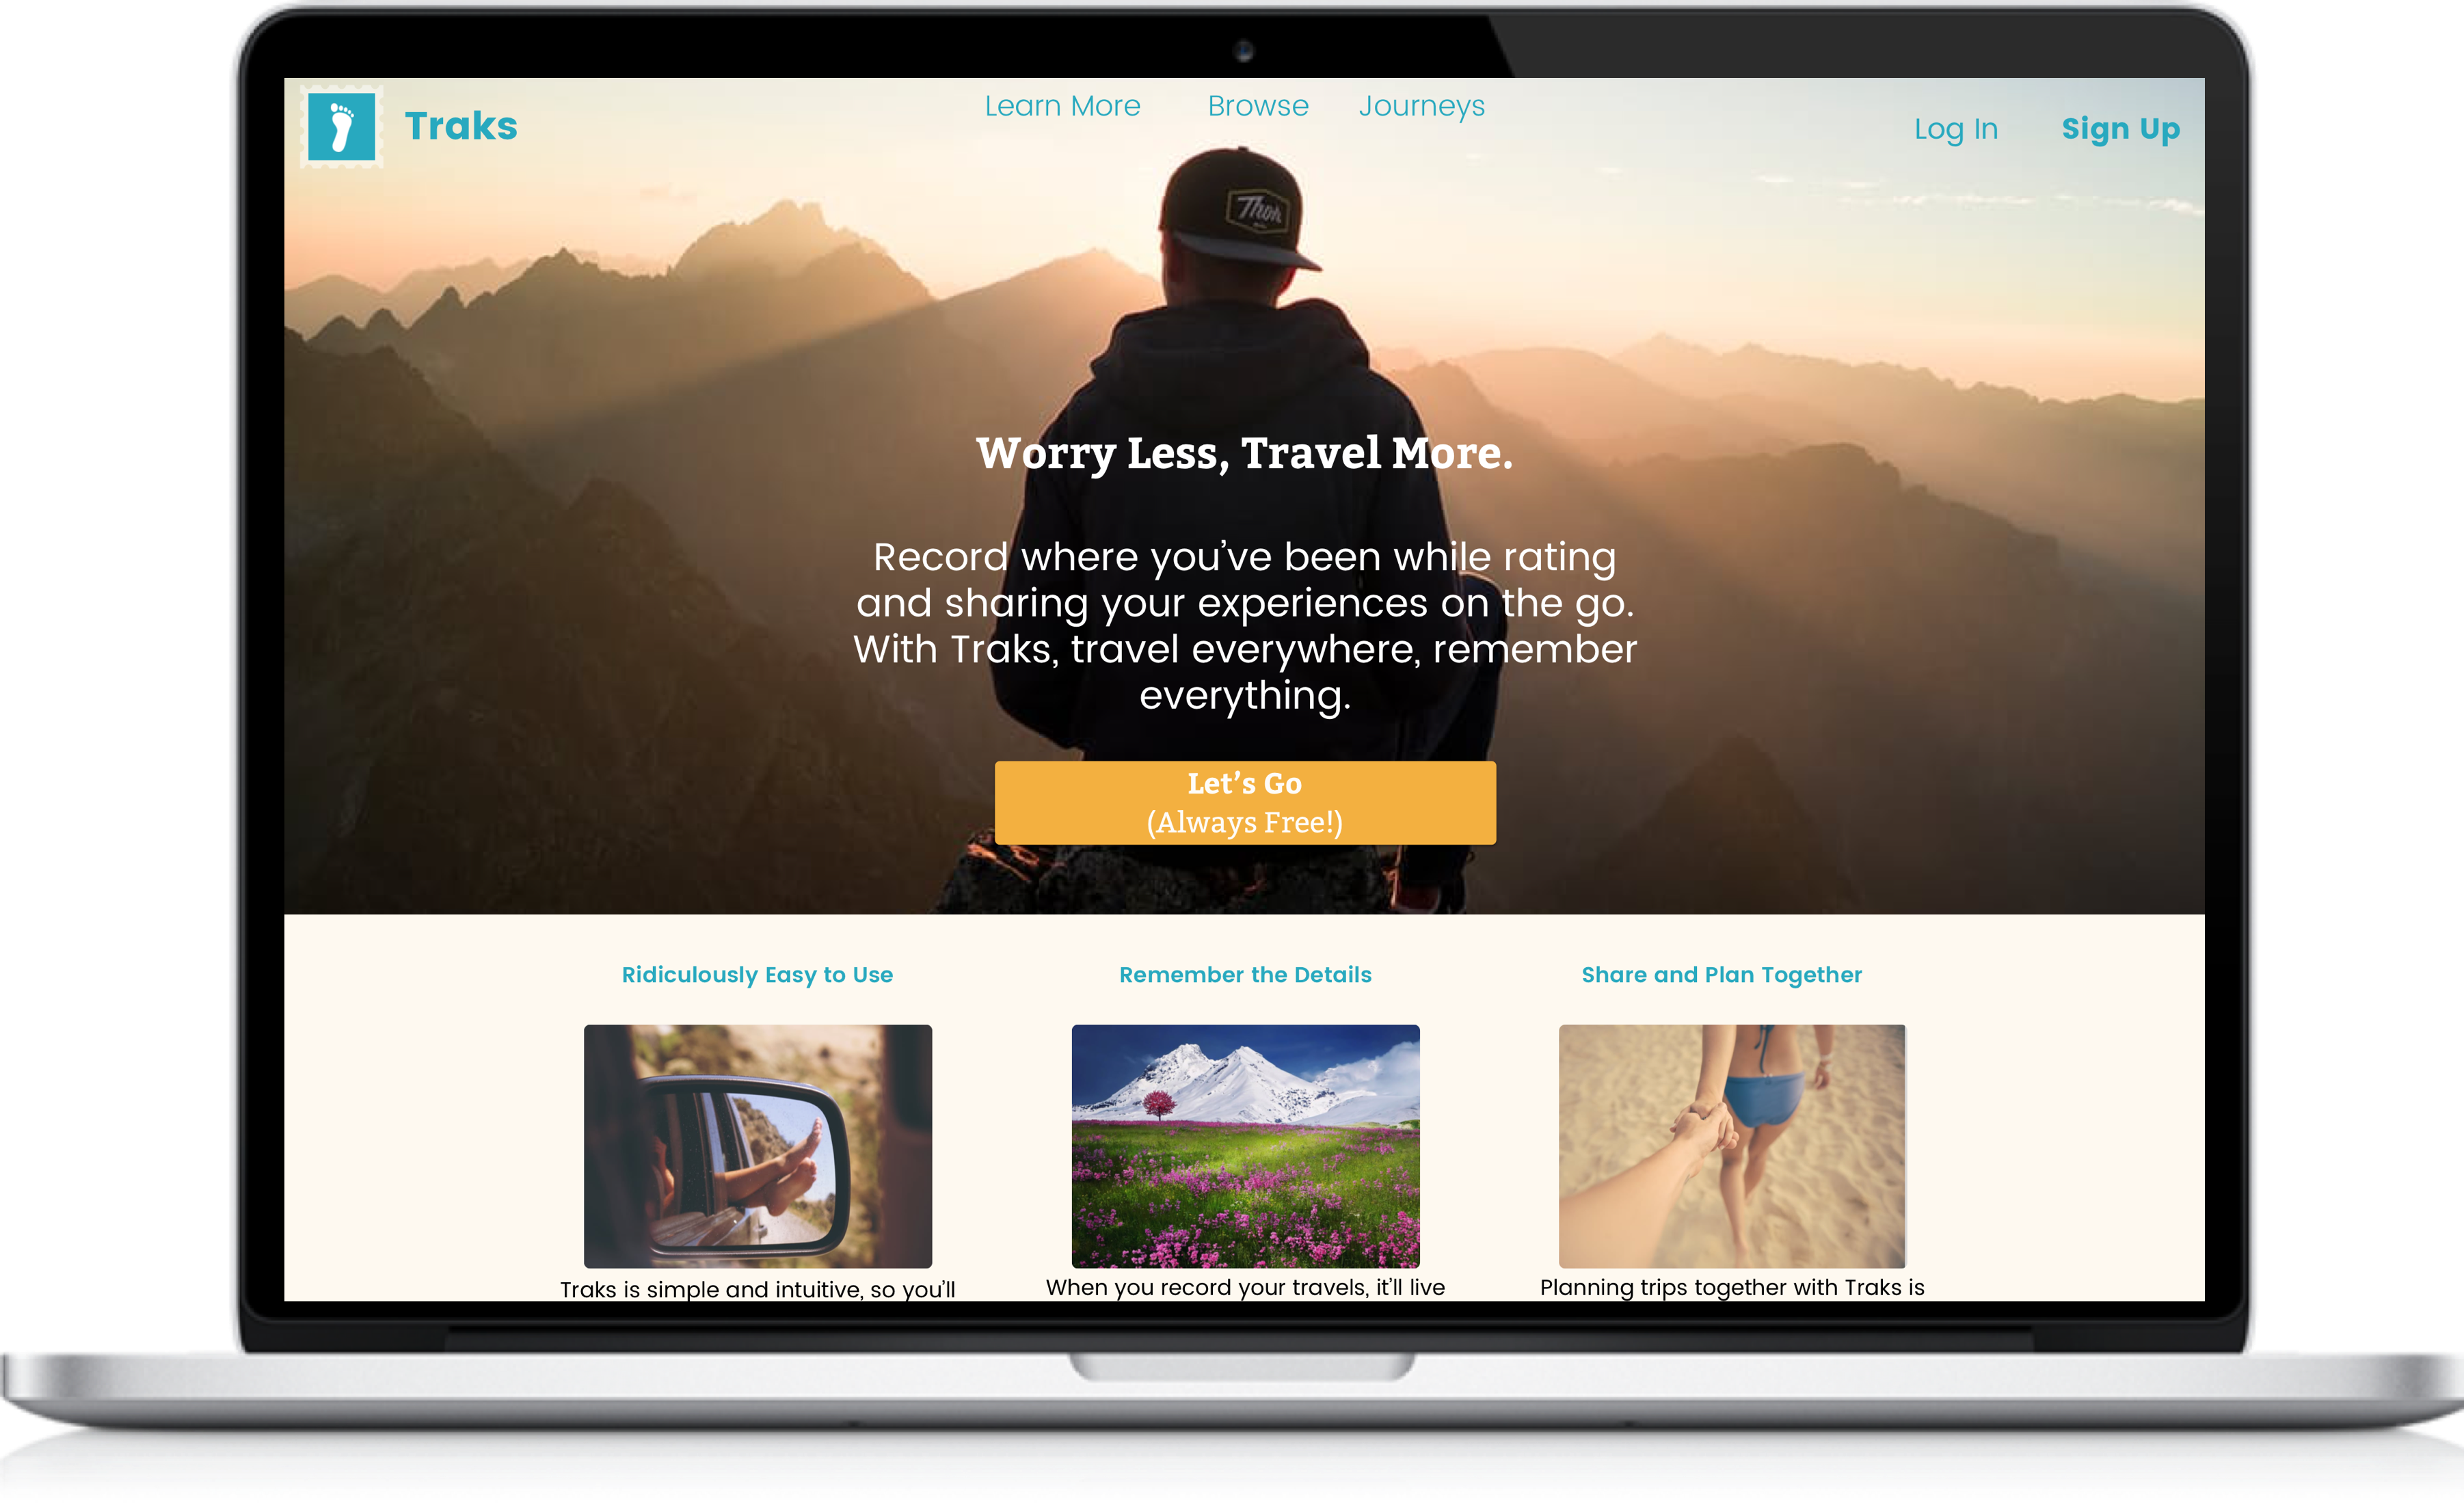 Traks
Learn More
Browse
Journeys
Log In
Sign Up
Thor
Worry Less, Travel More.
Record where you've been while rating
and sharing your experiences on the go.
With Traks, travel everywhere, remember
everything.
Let's Go
(Always Free!)
Ridiculously Easy to Use
Remember the Details
Share and Plan Together
Traks is simple and intuitive, so you'll
When you record your travels, it'll live
Planning trips together with Traks is